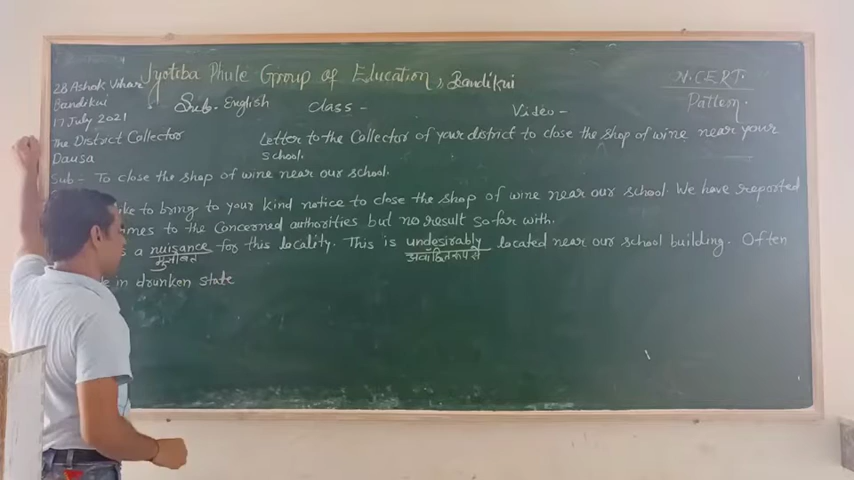 Jyotiba Phule Group of Education, Bandikui
N.C.E.R.T.
Pattern.
28 Ashok Vihar
Bandikui
17 July 2021
Sub. English Class - Video -
The District Collector
Dausa
Letter to the Collector of your district to close the shop of wine near your
school.
Sub - To close the shop of wine near our school.
like to bring to your kind notice to close the shop of wine near our school. We have reported
to the Concerned authorities but no result so far with.
a nuisance for this locality. This is undesirably located near our school building. Often
मुसीबत अवांछित रूप से
in drunken state